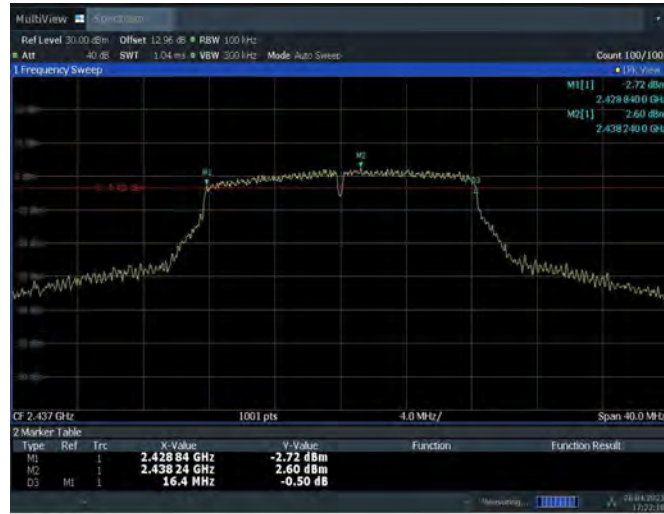 MultiView Spectrum
Ref Level 30.00 dBm Offset 12.96 dB RBW 100 kHz
Att 40 dB SWT 1.04 ms VBW 300 kHz Mode Auto Sweep Count 100/100
1 Frequency Sweep 1Pk View
M1[1] -2.72 dBm
2.428 840 0 GHz
M2[1] 2.60 dBm
2.438 240 0 GHz
M2
M1
D3
CF 2.437 GHz 1001 pts 4.0 MHz/ Span 40.0 MHz
2 Marker Table
Type Ref Trc X-Value Y-Value Function Function Result
M1 1 2.428 84 GHz -2.72 dBm
M2 1 2.438 24 GHz 2.60 dBm
D3 M1 1 16.4 MHz -0.50 dB
Measuring...
17:22:18